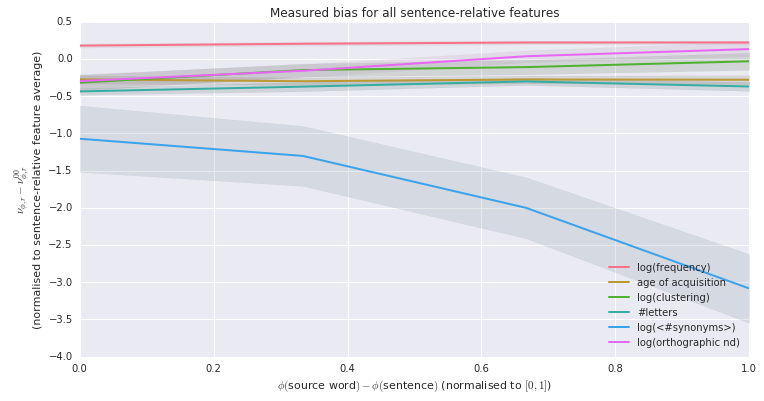 Measured bias for all sentence-relative features
0.5
0.0
−0.5
−1.0
−1.5
−2.0
−2.5
−3.0
−3.5
−4.0
ν_{ϕ,r} − ν^{00}_{ϕ,r}
(normalised to sentence-relative feature average)
log(frequency)
age of acquisition
log(clustering)
#letters
log(<#synonyms>)
log(orthographic nd)
0.0 0.2 0.4 0.6 0.8 1.0
ϕ(source word) − ϕ(sentence) (normalised to [0, 1])